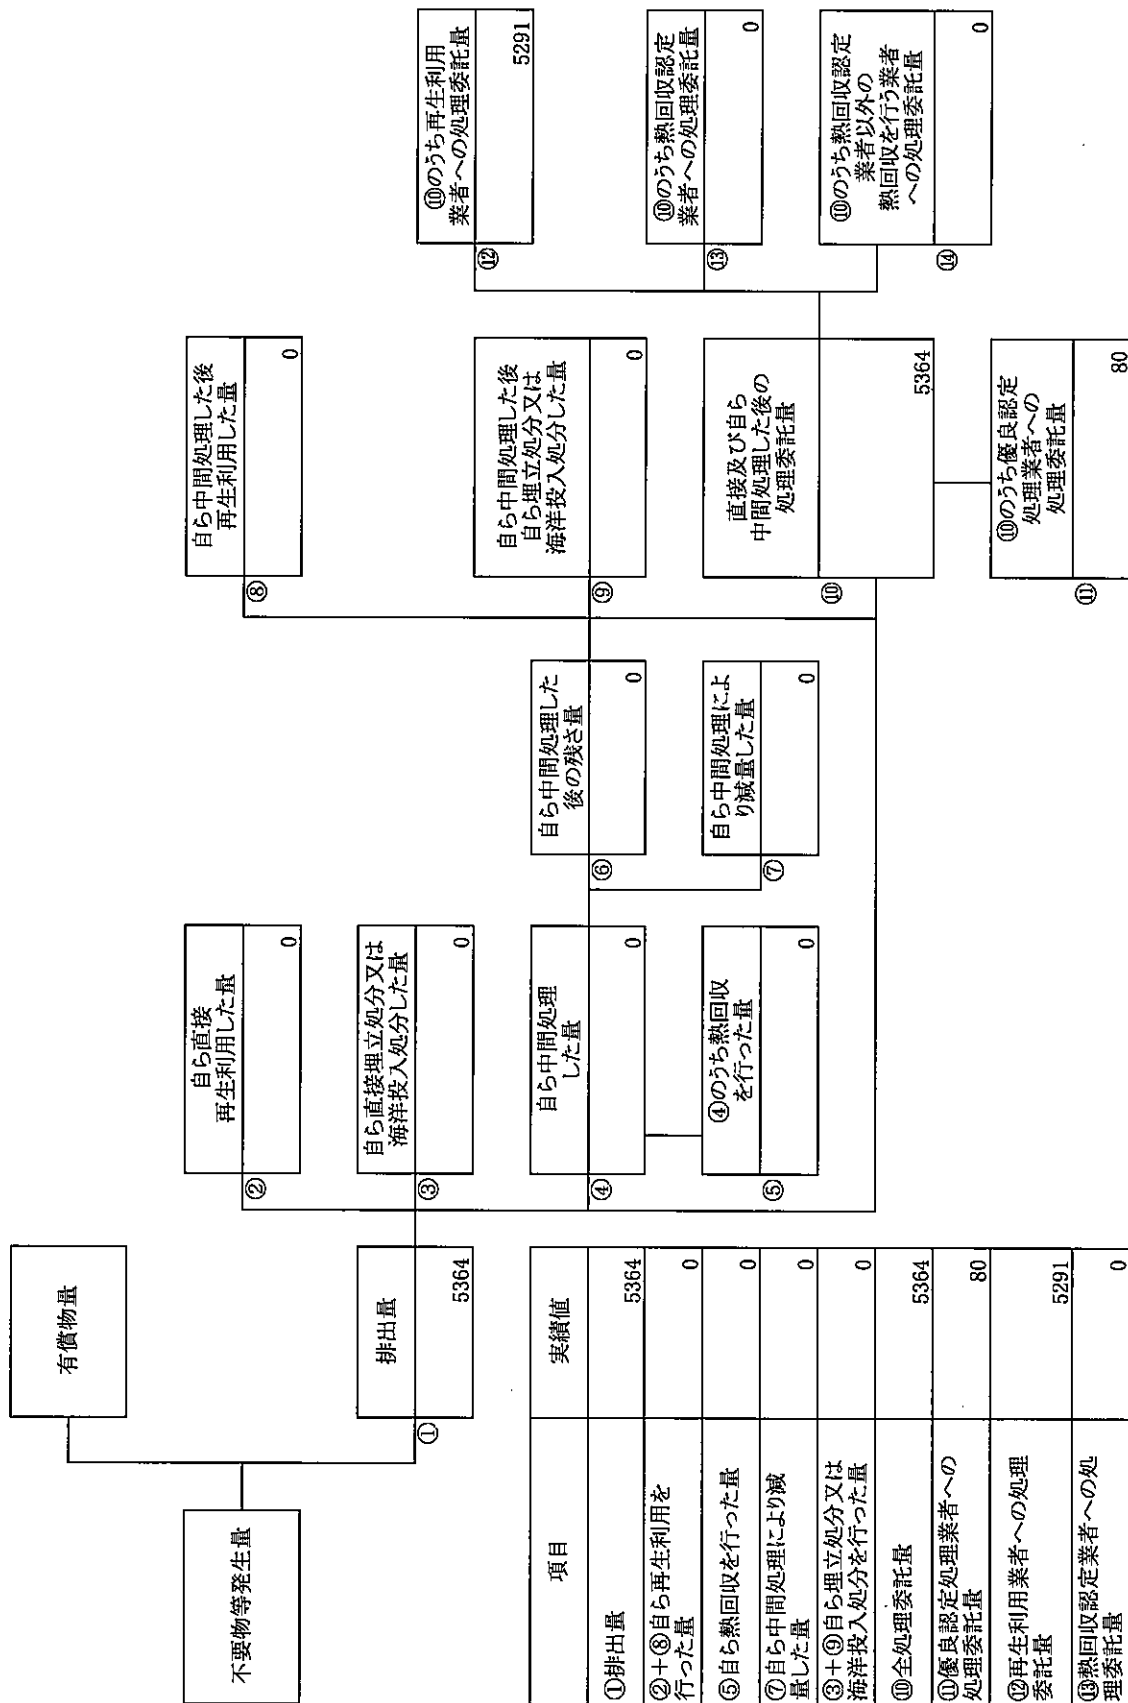 不要物等発生量
有償物量
①
排出量
5364
②
自ら直接
再生利用した量
0
③
自ら直接埋立処分又は
海洋投入処分した量
0
④
自ら中間処理
した量
0
⑤
④のうち熱回収
を行った量
0
⑥
自ら中間処理した
後の残さ量
0
⑦
自ら中間処理によ
り減量した量
0
⑧
自ら中間処理した後
再生利用した量
0
⑨
自ら中間処理した後
自ら埋立処分又は
海洋投入処分した量
0
⑩
直接及び自ら
中間処理した後の
処理委託量
5364
⑪
⑩のうち優良認定
処理業者への
処理委託量
80
⑫
⑩のうち再生利用
業者への処理委託量
5291
⑬
⑩のうち熱回収認定
業者への処理委託量
0
⑭
⑩のうち熱回収認定
業者以外の
熱回収を行う業者
への処理委託量
0
項目 実績値
①排出量 5364
②+⑧自ら再生利用を
行った量 0
⑤自ら熱回収を行った量 0
⑦自ら中間処理により減
量した量 0
③+⑨自ら埋立処分又は
海洋投入処分を行った量 0
⑩全処理委託量 5364
⑪優良認定処理業者への
処理委託量 80
⑫再生利用業者への処理
委託量 5291
⑬熱回収認定業者への処
理委託量 0